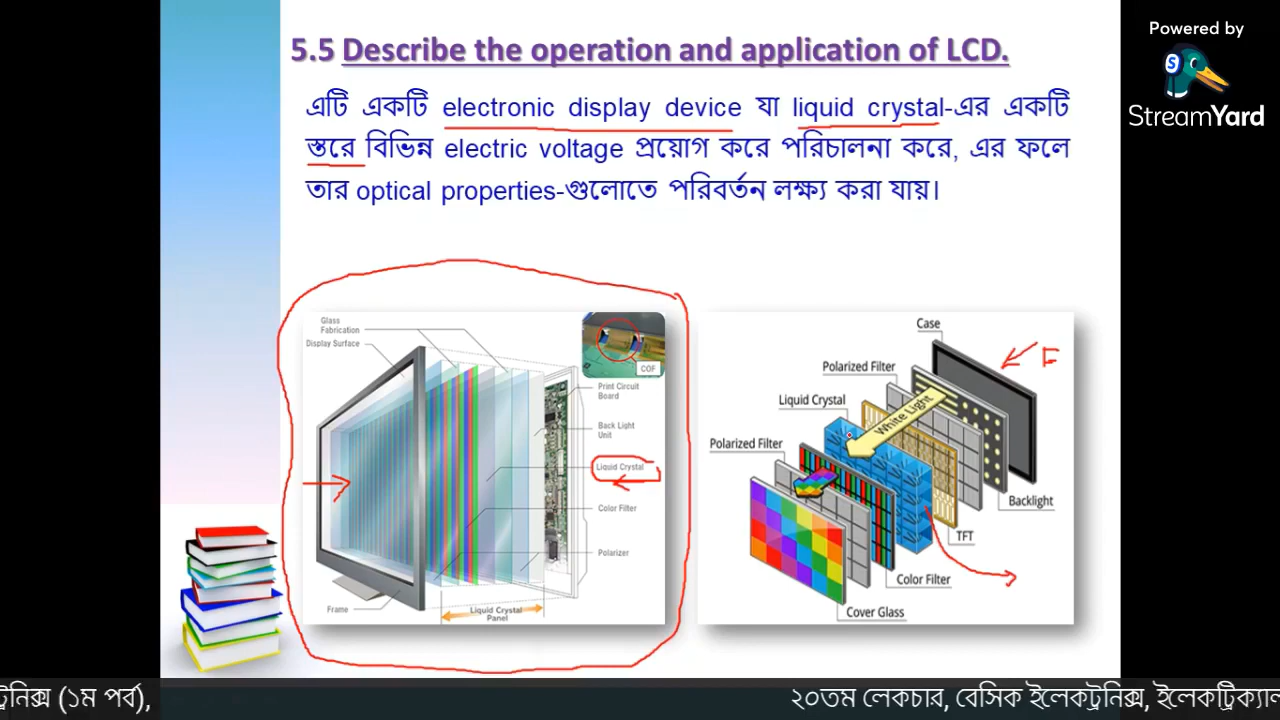 Powered by
StreamYard
5.5 Describe the operation and application of LCD.
এটি একটি electronic display device যা liquid crystal-এর একটি
স্তরে বিভিন্ন electric voltage প্রয়োগ করে পরিচালনা করে, এর ফলে
তার optical properties-গুলোতে পরিবর্তন লক্ষ্য করা যায়।
Glass
Fabrication
Display Surface
COF
Print Circuit
Board
Back Light
Unit
Liquid Crystal
Color Filter
Polarizer
Frame
Liquid Crystal
Panel
Case
Polarized Filter
Liquid Crystal
White Light
Polarized Filter
Backlight
TFT
Color Filter
Cover Glass
ট্রনিক্স (১ম পর্ব),
২০তম লেকচার, বেসিক ইলেকট্রনিক্স, ইলেকট্রিক্যাল